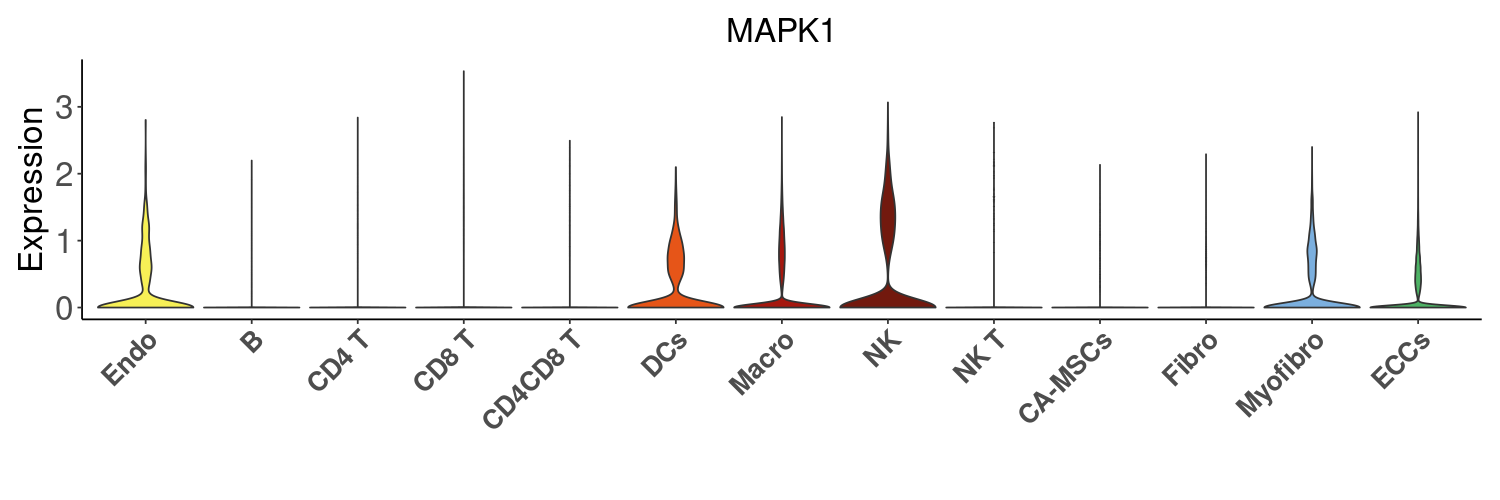 MAPK1
Expression
3
2
1
0
Endo
B
CD4 T
CD8 T
CD4CD8 T
DCs
Macro
NK
NK T
CA-MSCs
Fibro
Myofibro
ECCs